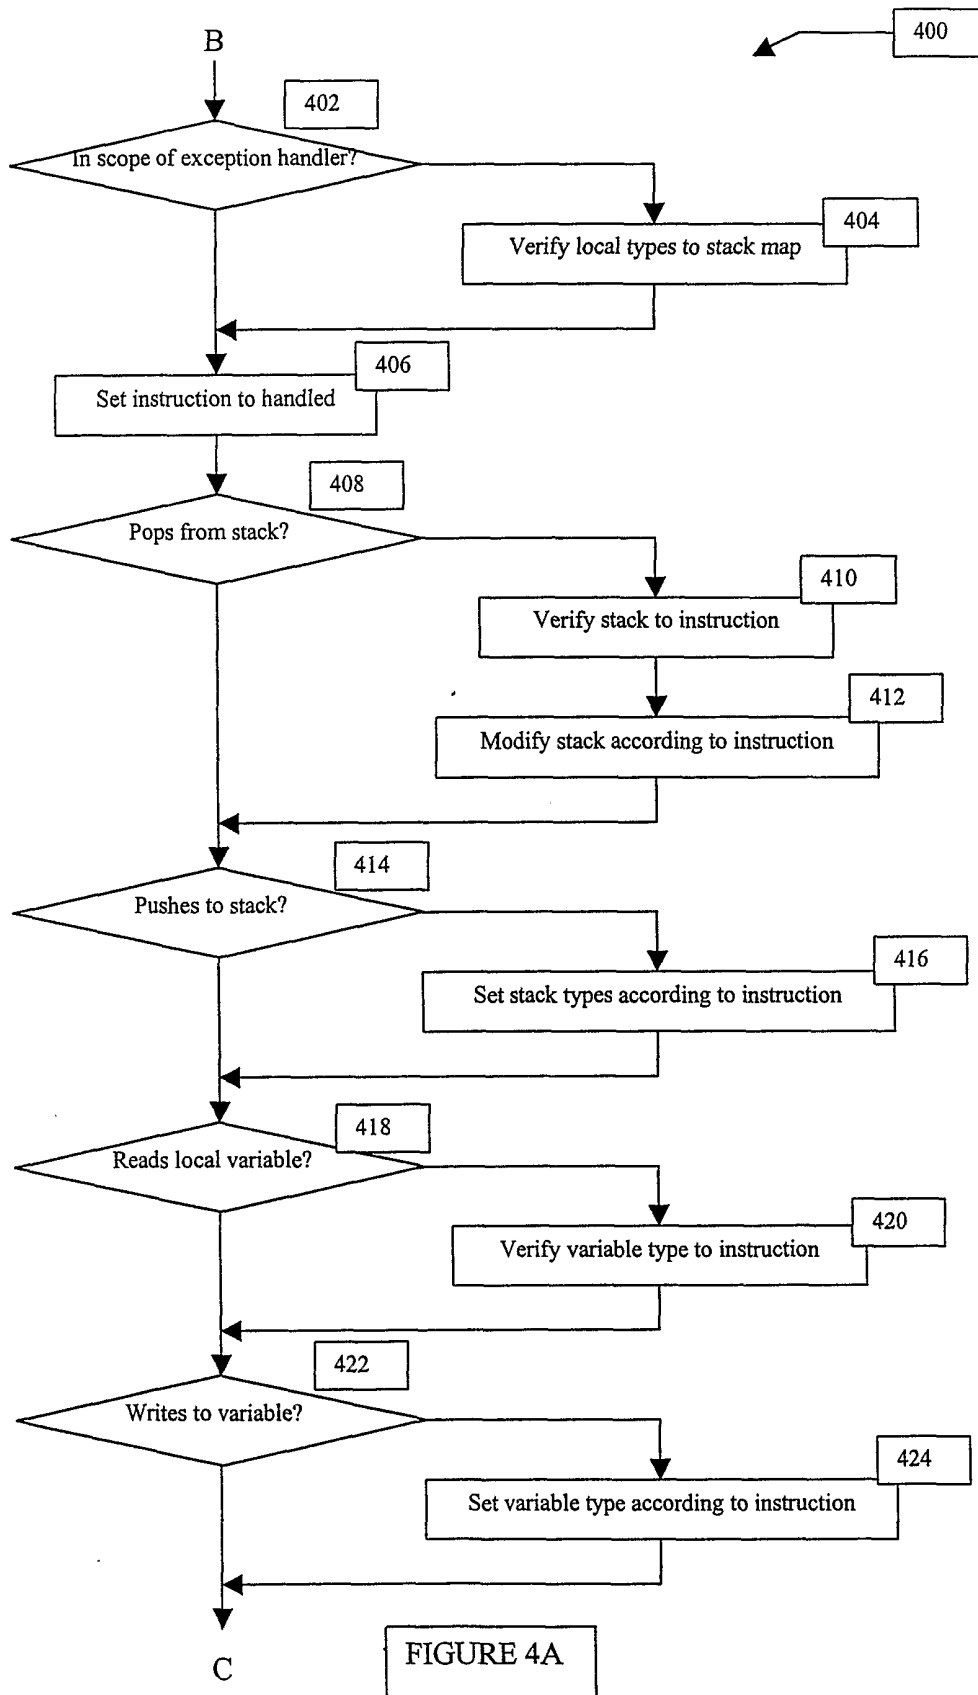 400
B
402
In scope of exception handler?
404
Verify local types to stack map
406
Set instruction to handled
408
Pops from stack?
410
Verify stack to instruction
412
Modify stack according to instruction
414
Pushes to stack?
416
Set stack types according to instruction
418
Reads local variable?
420
Verify variable type to instruction
422
Writes to variable?
424
Set variable type according to instruction
C
FIGURE 4A